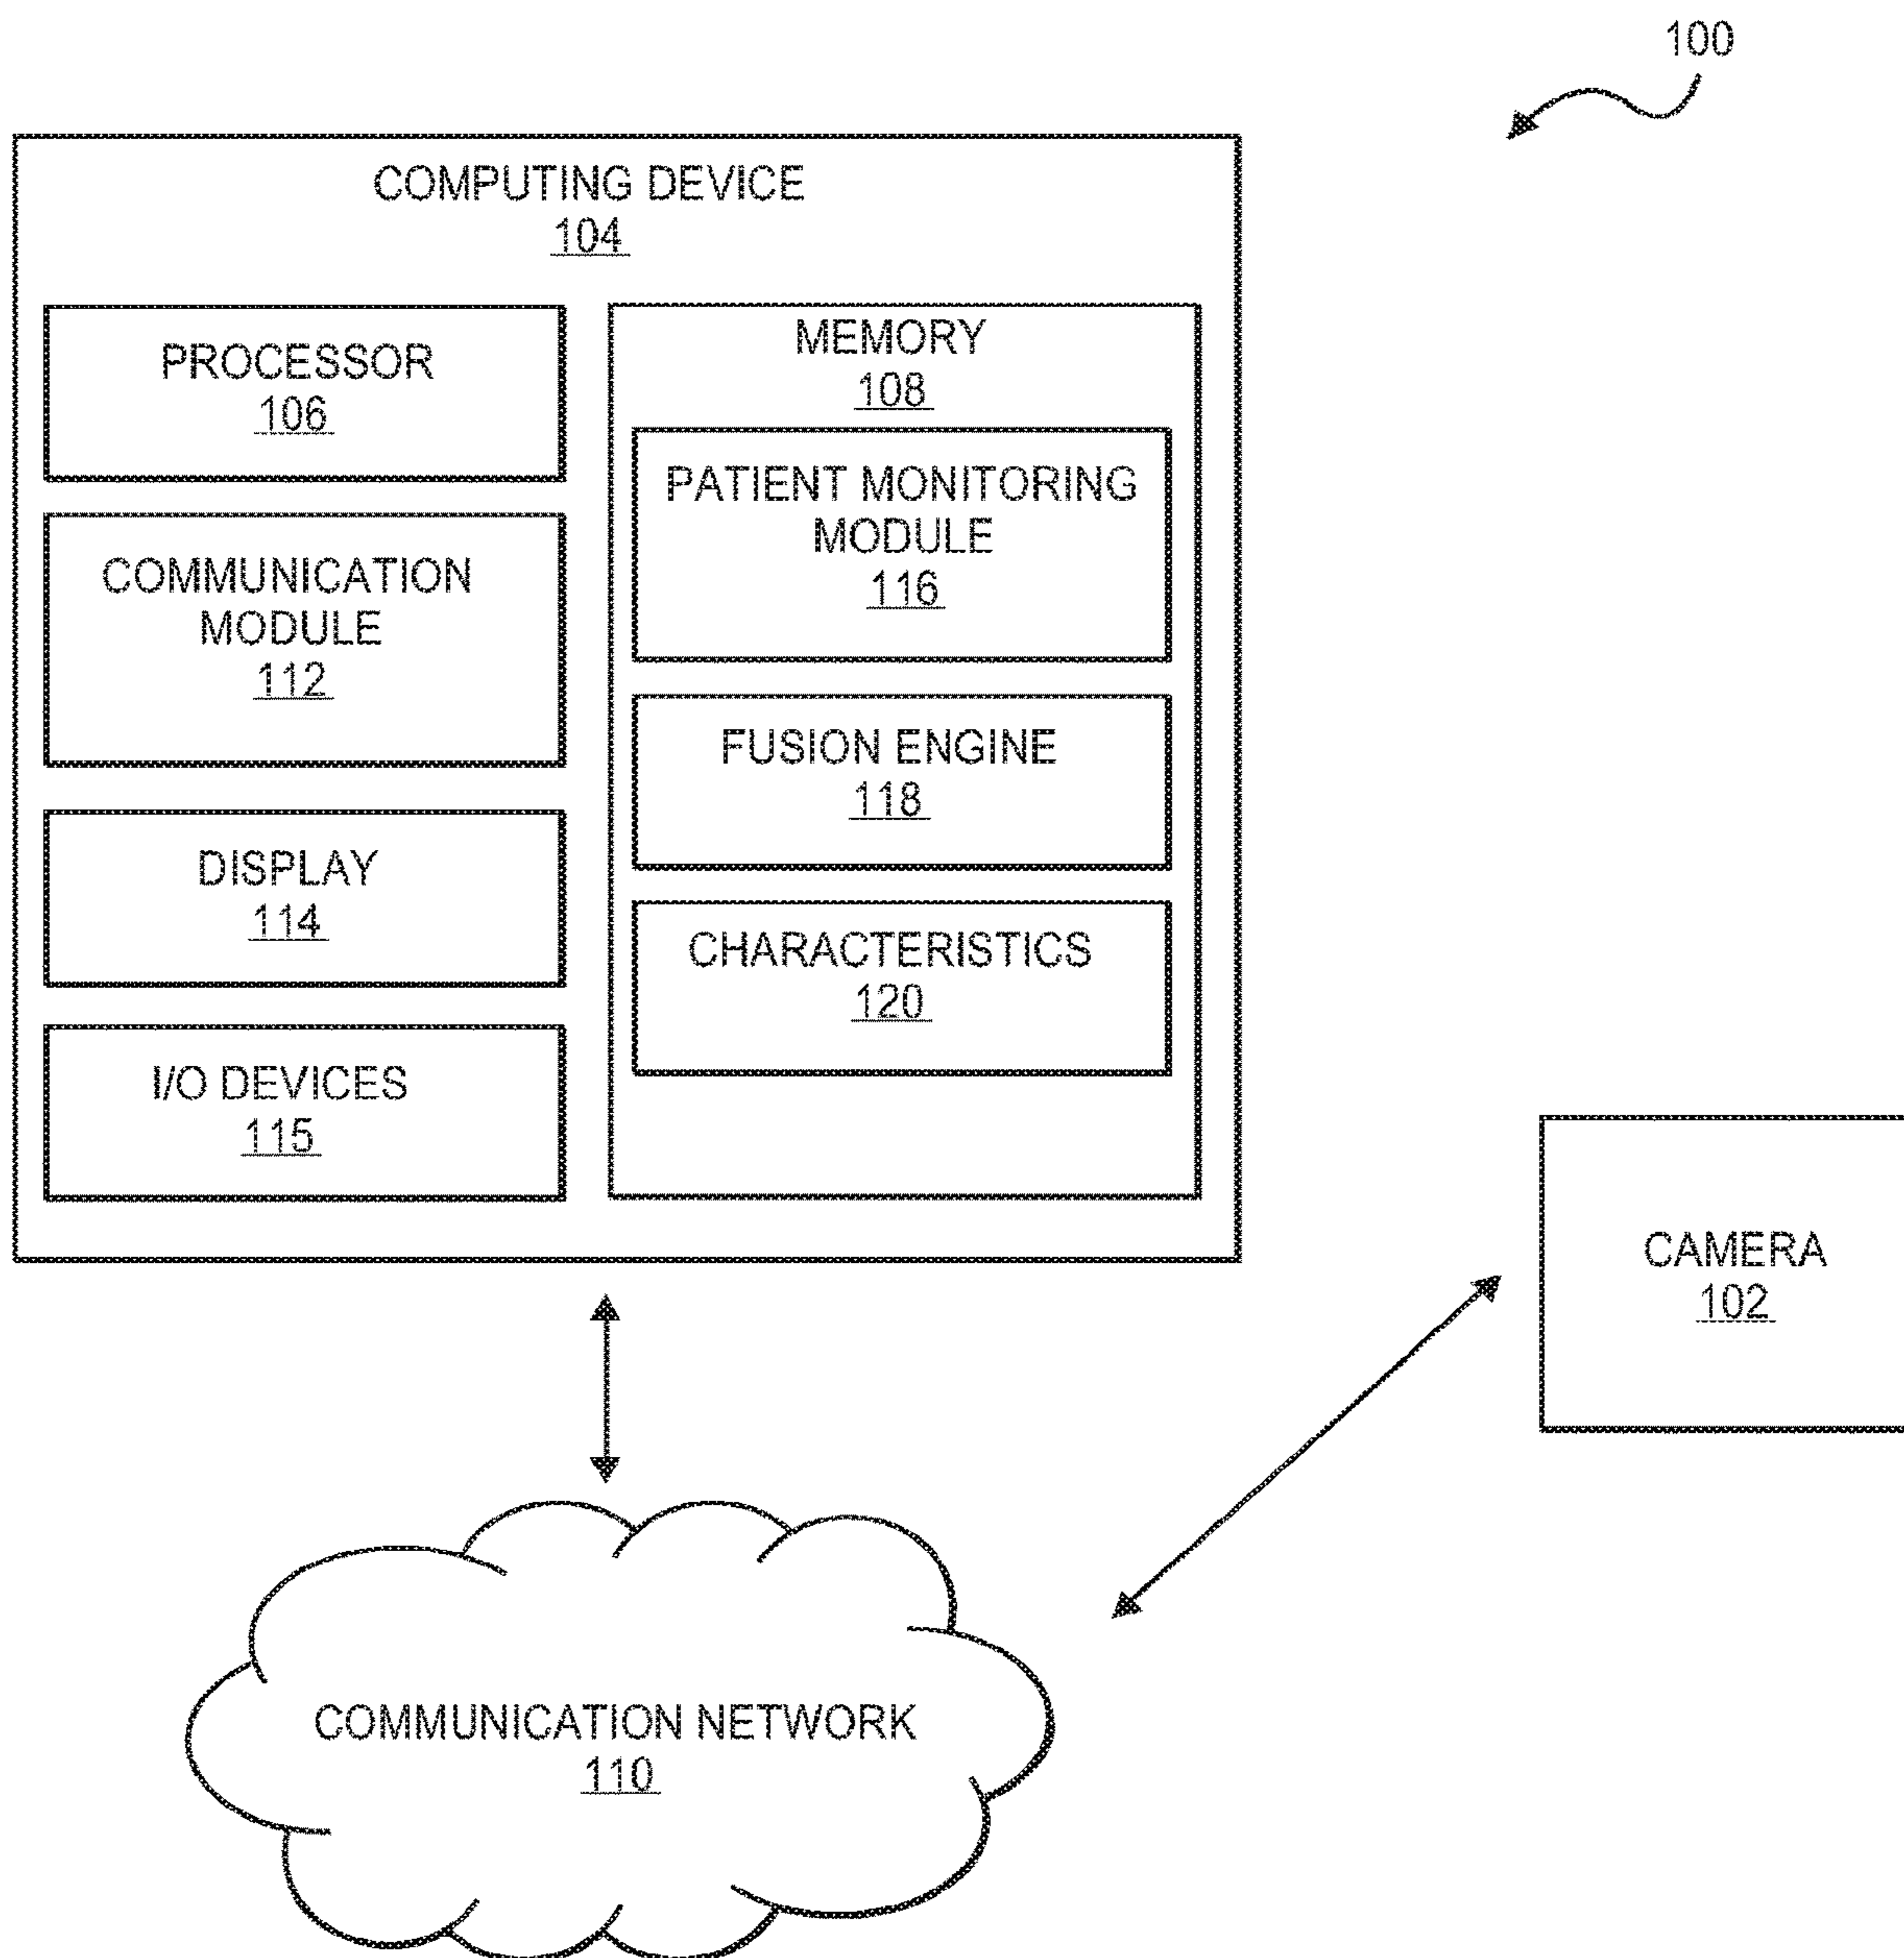 100
COMPUTING DEVICE
104
PROCESSOR
106
COMMUNICATION
MODULE
112
DISPLAY
114
I/O DEVICES
115
MEMORY
108
PATIENT MONITORING
MODULE
116
FUSION ENGINE
118
CHARACTERISTICS
120
CAMERA
102
COMMUNICATION NETWORK
110